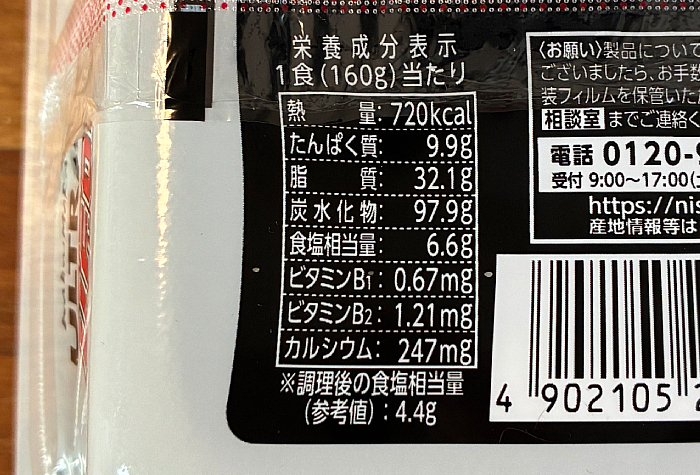 栄養成分表示
1食(160g)当たり
熱量: 720kcal
たんぱく質: 9.9g
脂質: 32.1g
炭水化物: 97.9g
食塩相当量: 6.6g
ビタミンB1: 0.67mg
ビタミンB2: 1.21mg
カルシウム: 247mg
※調理後の食塩相当量
(参考値): 4.4g
〈お願い〉製品について
ございましたら、お手数
装フィルムを保管いた
相談室 までご連絡く
電話 0120-
受付 9:00〜17:00(
https://nis
産地情報等は
4 902105